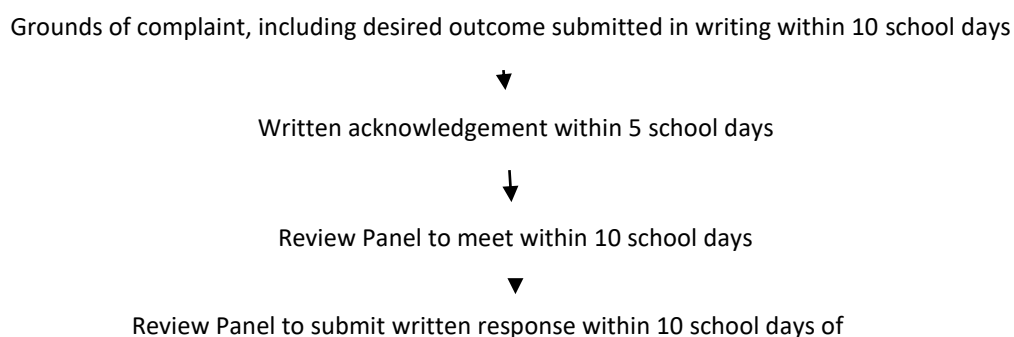 Grounds of complaint, including desired outcome submitted in writing within 10 school days
Written acknowledgement within 5 school days
Review Panel to meet within 10 school days
Review Panel to submit written response within 10 school days of